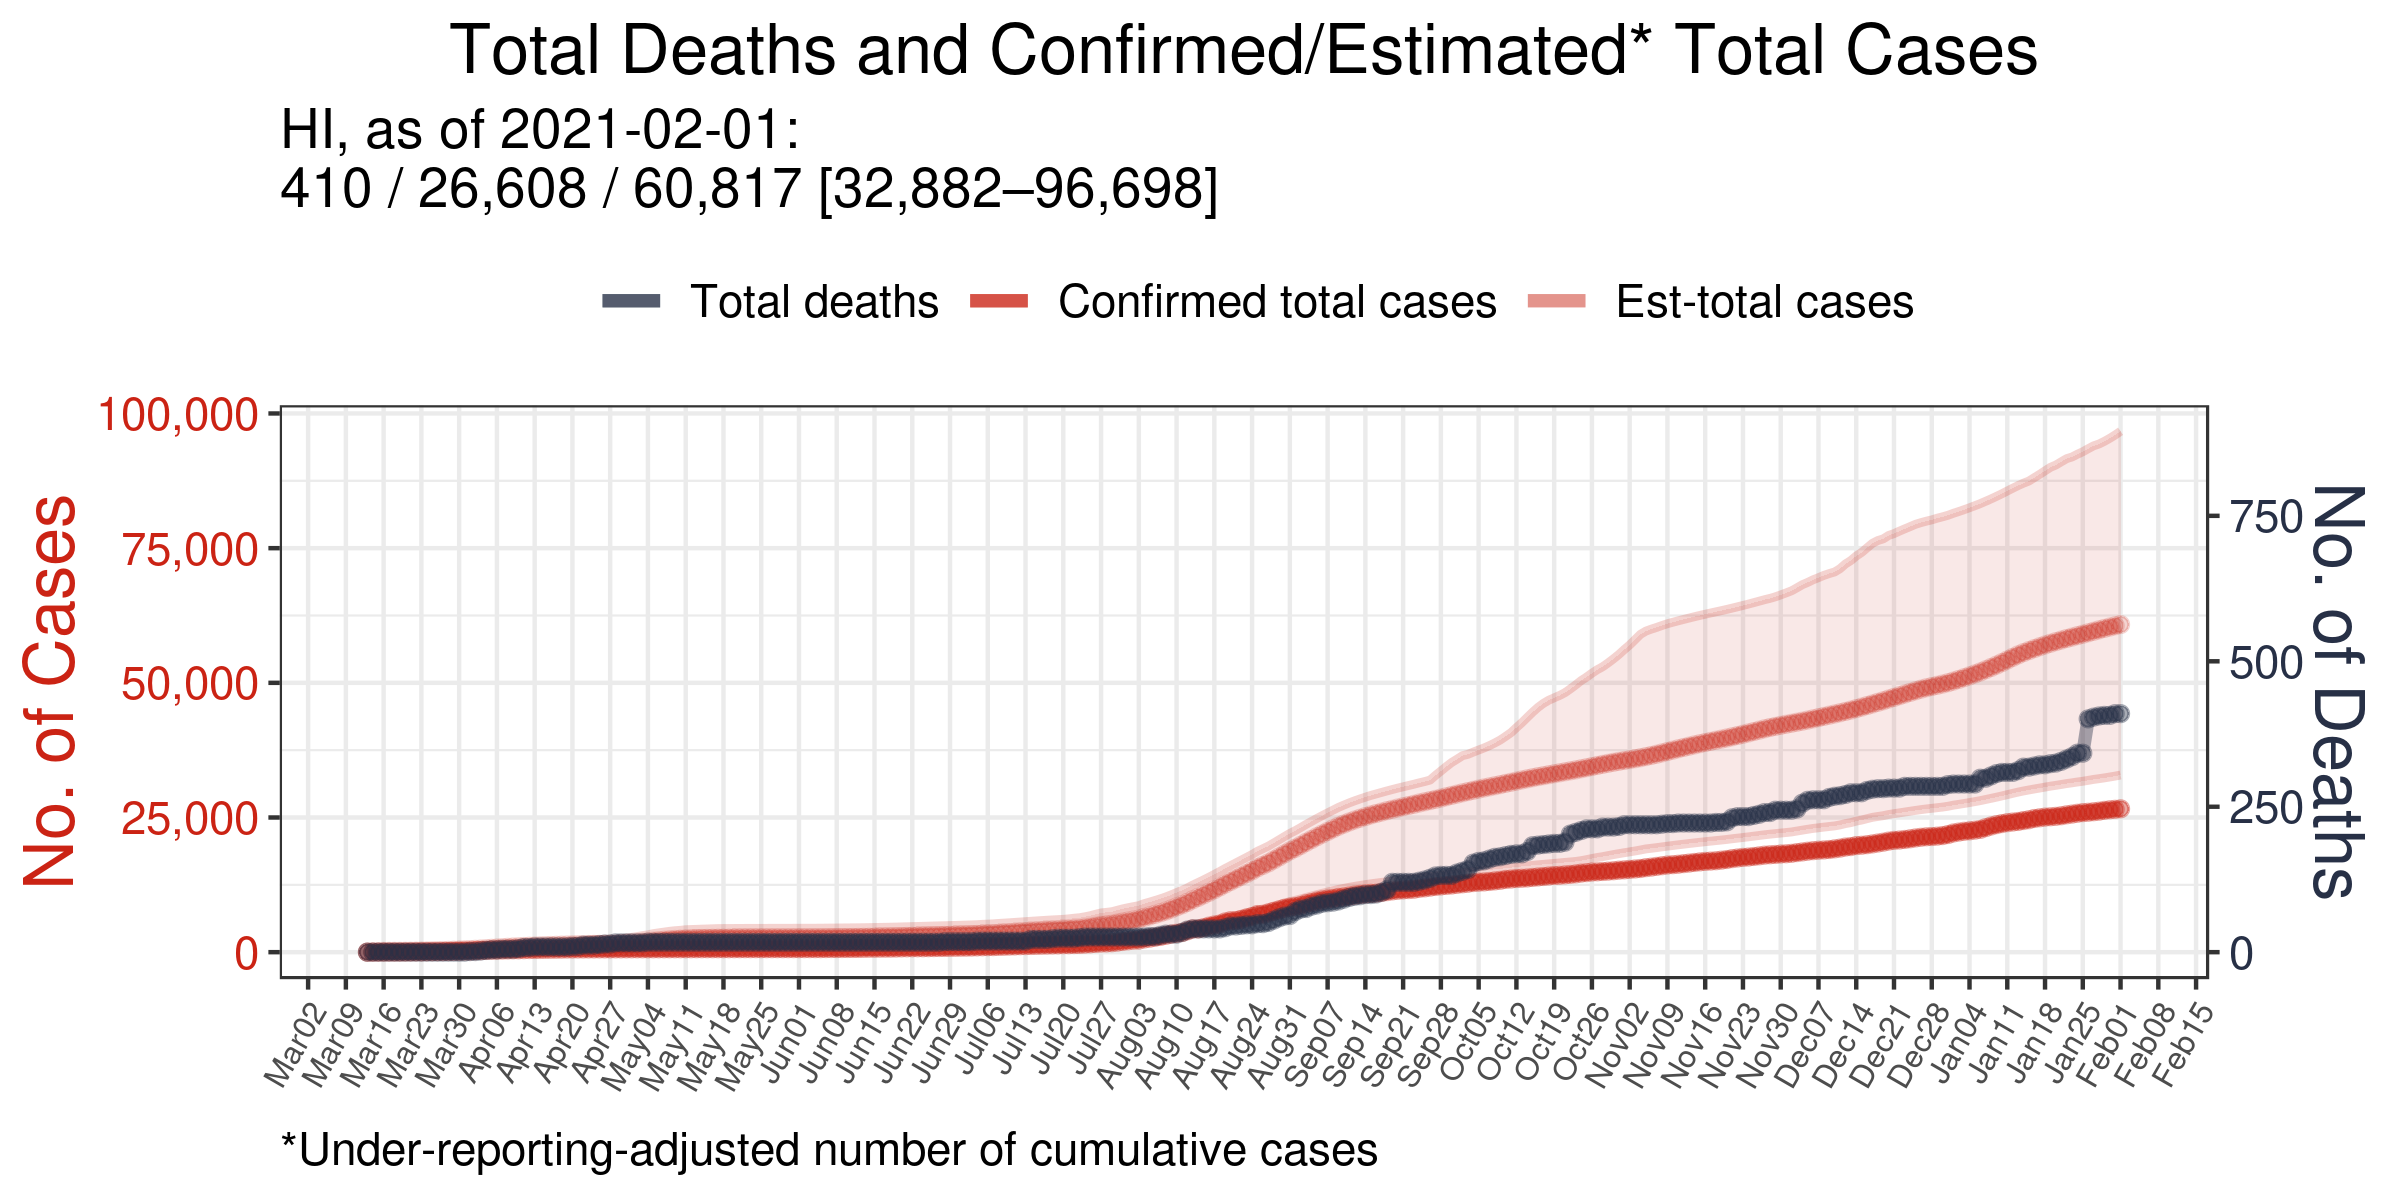 Total Deaths and Confirmed/Estimated* Total Cases
HI, as of 2021-02-01:
410 / 26,608 / 60,817 [32,882–96,698]
Total deaths
Confirmed total cases
Est-total cases
No. of Cases
100,000
75,000
50,000
25,000
0
750
500
250
0
No. of Deaths
Mar02
Mar09
Mar16
Mar23
Mar30
Apr06
Apr13
Apr20
Apr27
May04
May11
May18
May25
Jun01
Jun08
Jun15
Jun22
Jun29
Jul06
Jul13
Jul20
Jul27
Aug03
Aug10
Aug17
Aug24
Aug31
Sep07
Sep14
Sep21
Sep28
Oct05
Oct12
Oct19
Oct26
Nov02
Nov09
Nov16
Nov23
Nov30
Dec07
Dec14
Dec21
Dec28
Jan04
Jan11
Jan18
Jan25
Feb01
Feb08
Feb15
*Under-reporting-adjusted number of cumulative cases